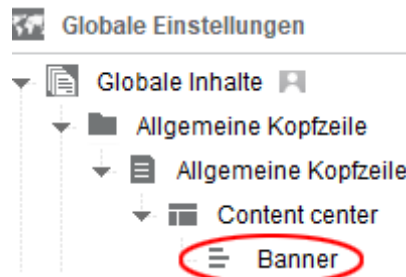 Globale Einstellungen
Globale Inhalte
Allgemeine Kopfzeile
Allgemeine Kopfzeile
Content center
Banner